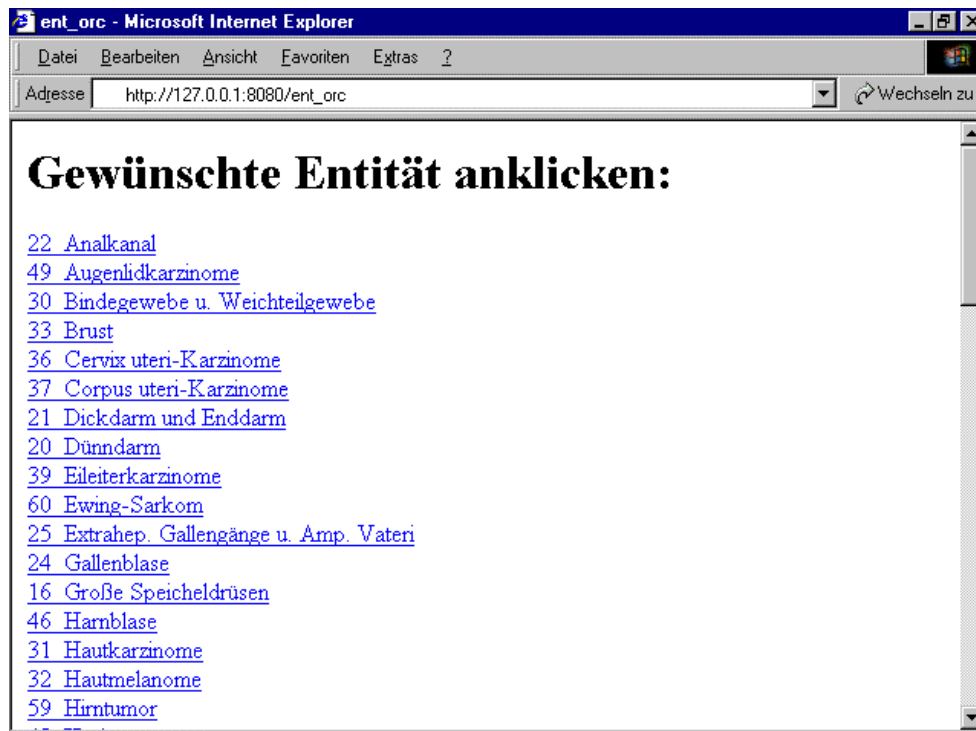 ent_orc - Microsoft Internet Explorer
Datei Bearbeiten Ansicht Favoriten Extras ?
Adresse http://127.0.0.1:8080/ent_orc Wechseln zu
Gewünschte Entität anklicken:
22 Analkanal
49 Augenlidkarzinome
30 Bindegewebe u. Weichteilgewebe
33 Brust
36 Cervix uteri-Karzinome
37 Corpus uteri-Karzinome
21 Dickdarm und Enddarm
20 Dünndarm
39 Eileiterkarzinome
60 Ewing-Sarkom
25 Extrahep. Gallengänge u. Amp. Vateri
24 Gallenblase
16 Große Speicheldrüsen
46 Harnblase
31 Hautkarzinome
32 Hautmelanome
59 Hirntumor